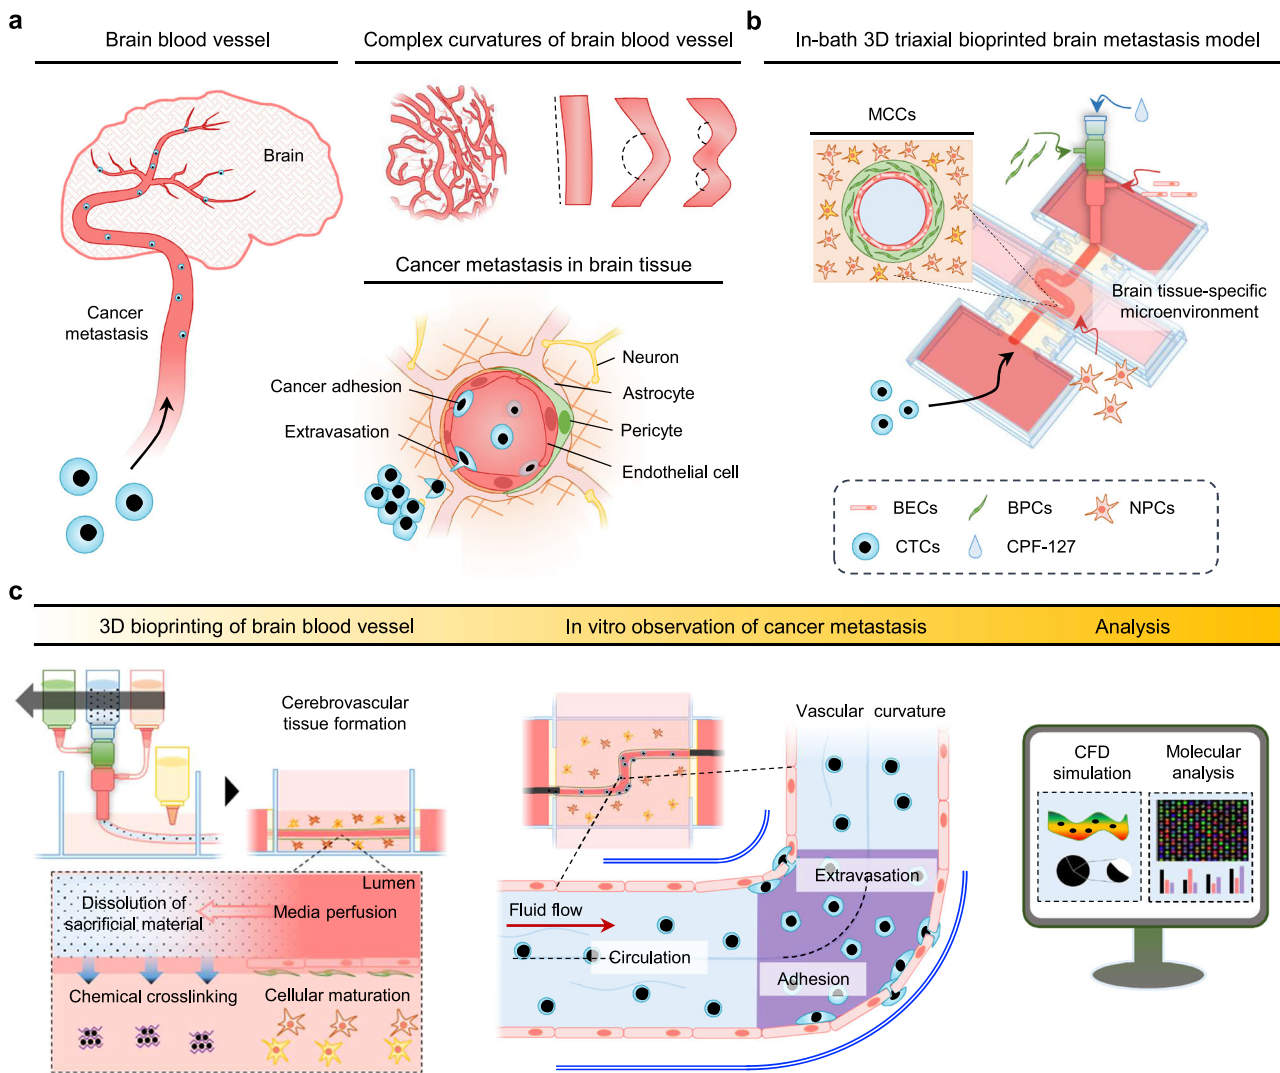 a
Brain blood vessel
Complex curvatures of brain blood vessel
b
In-bath 3D triaxial bioprinted brain metastasis model
Brain
Cancer
metastasis
Cancer metastasis in brain tissue
Neuron
Cancer adhesion
Astrocyte
Extravasation
Pericyte
Endothelial cell
MCCs
Brain tissue-specific
microenvironment
BECs
BPCs
NPCs
CTCs
CPF-127
c
3D bioprinting of brain blood vessel
In vitro observation of cancer metastasis
Analysis
Cerebrovascular
tissue formation
Lumen
Dissolution of
sacrificial material
Media perfusion
Chemical crosslinking
Cellular maturation
Vascular curvature
Extravasation
Fluid flow
Circulation
Adhesion
CFD
simulation
Molecular
analysis